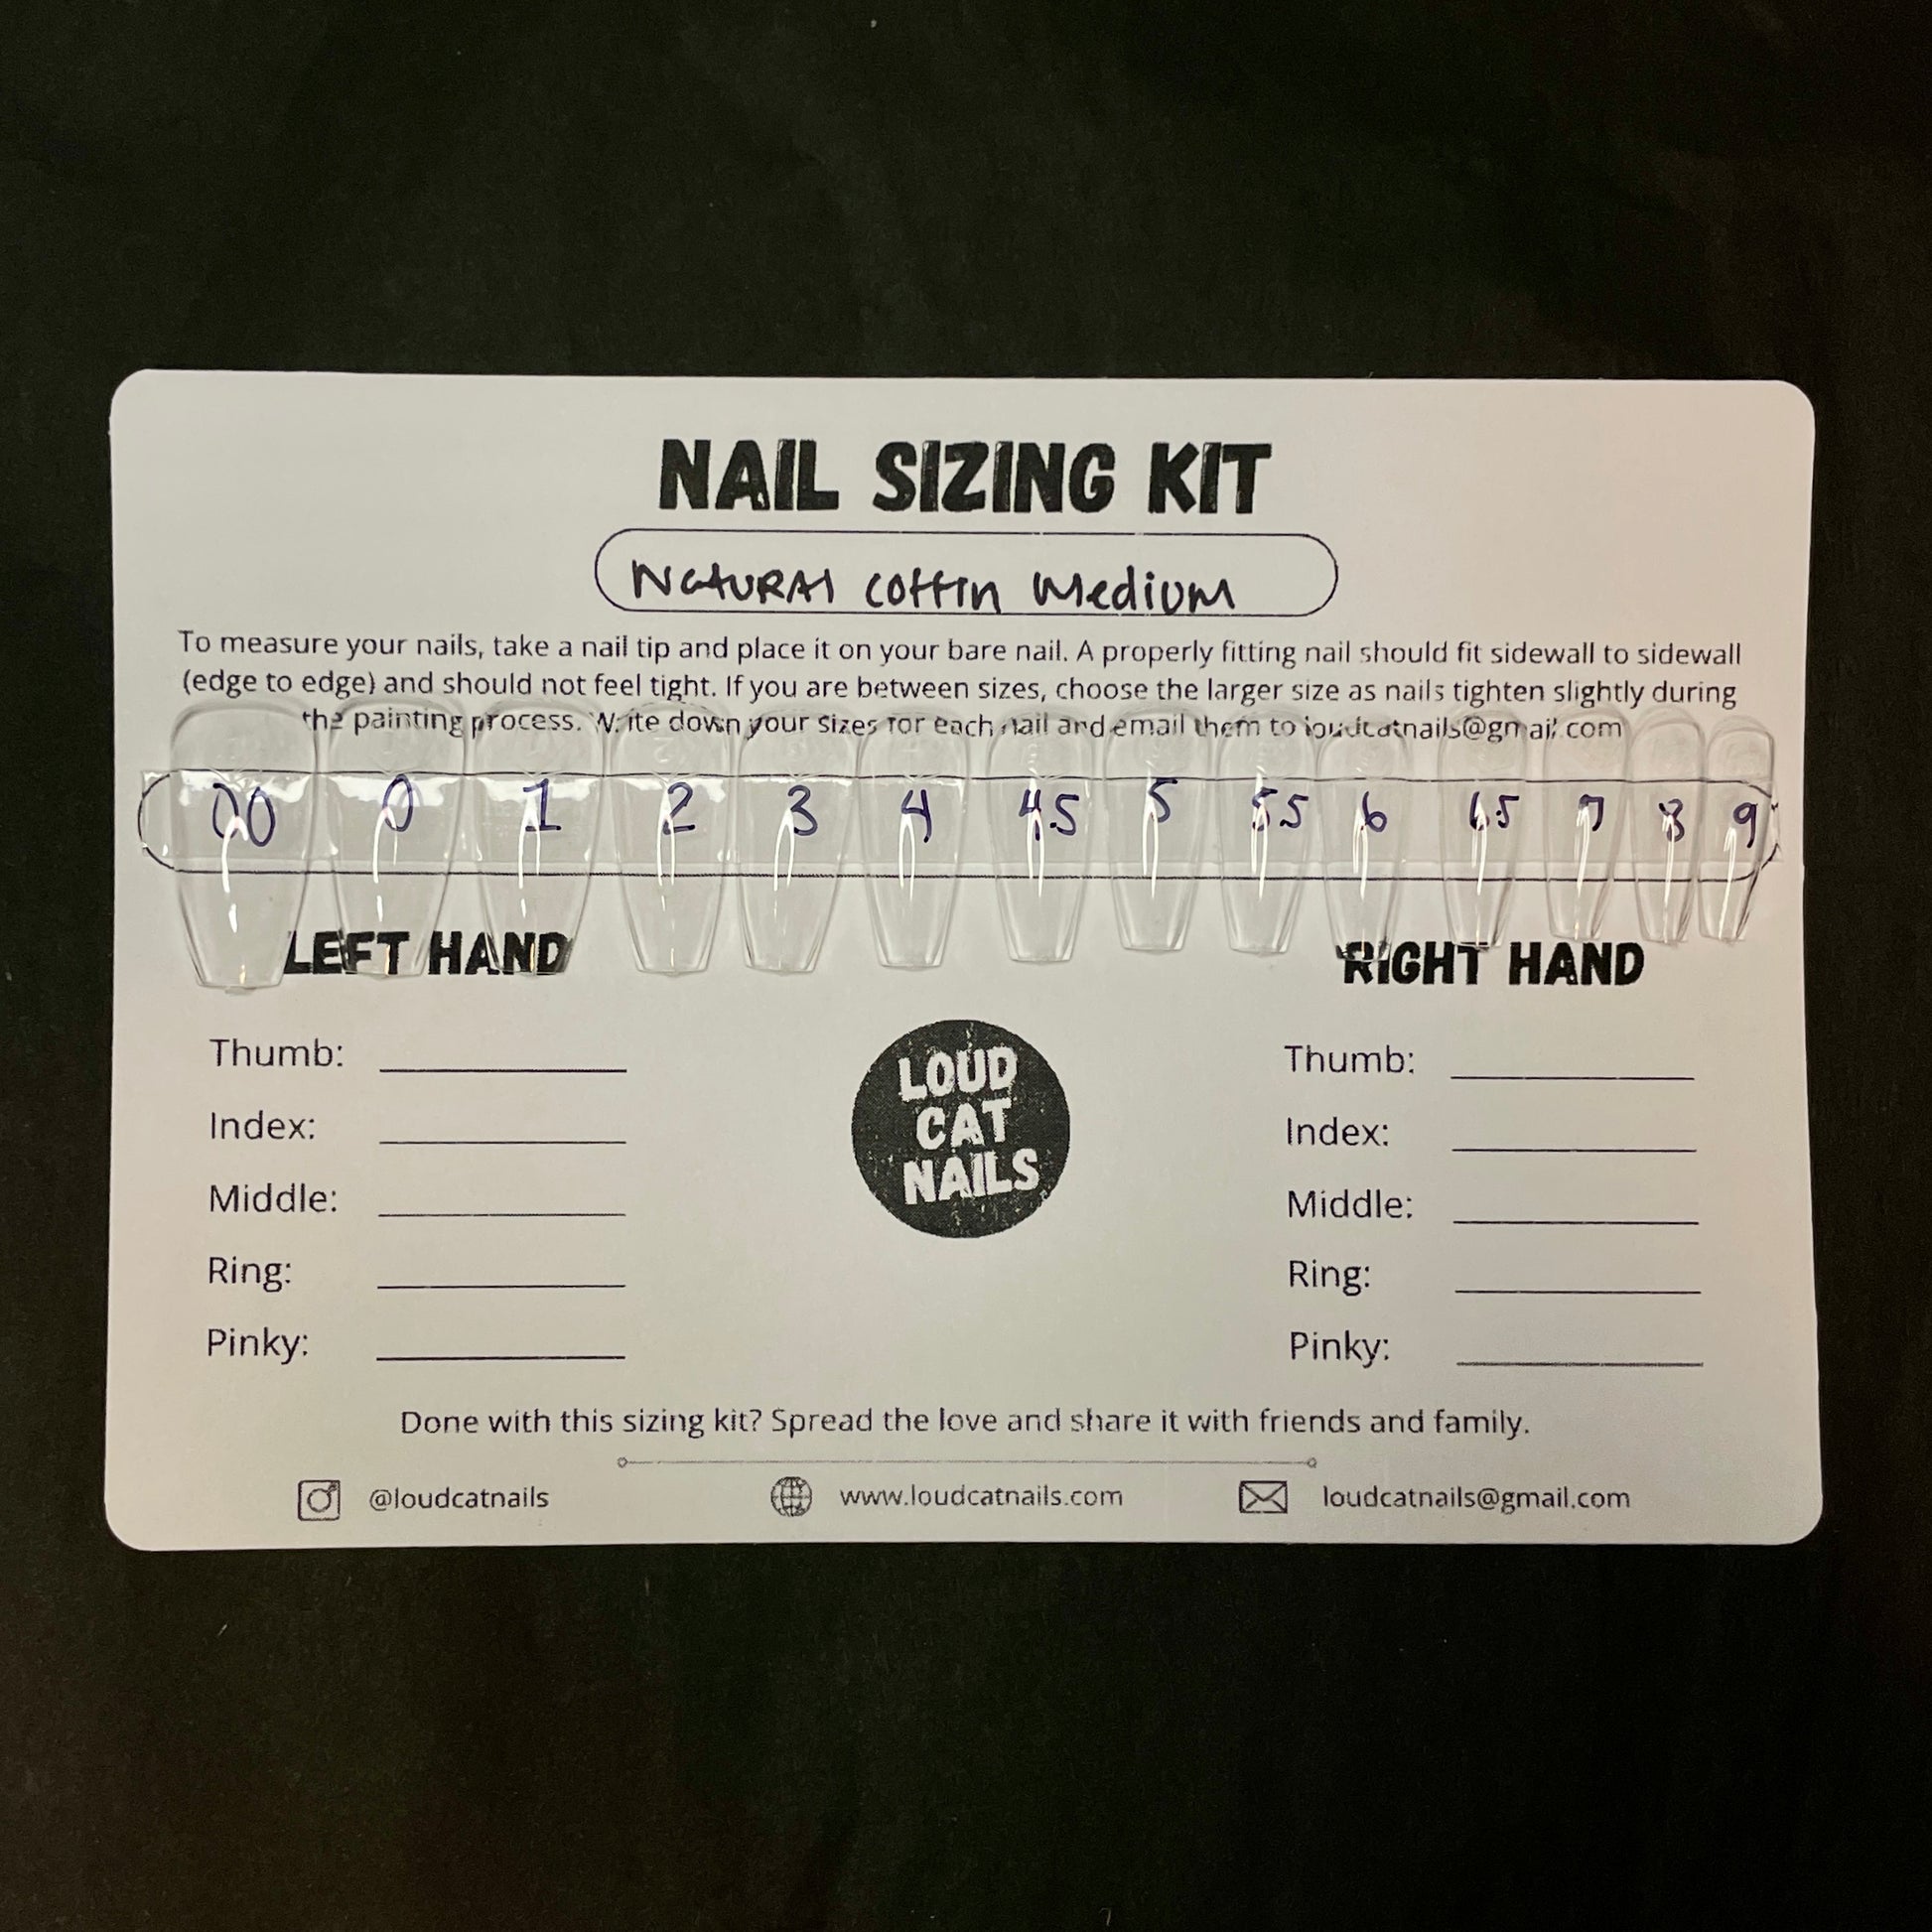 NAIL SIZING KIT
NATURAL COFFIN Medium
To measure your nails, take a nail tip and place it on your bare nail. A properly fitting nail should fit sidewall to sidewall
(edge to edge) and should not feel tight. If you are between sizes, choose the larger size as nails tighten slightly during
the painting process. Write down your sizes for each nail and email them to loudcatnails@gmail.com
00 0 1 2 3 4 4.5 5 5.5 6 6.5 7 8 9
LEFT HAND
RIGHT HAND
Thumb:
Index:
Middle:
Ring:
Pinky:
LOUD
CAT
NAILS
Thumb:
Index:
Middle:
Ring:
Pinky:
Done with this sizing kit? Spread the love and share it with friends and family.
@loudcatnails www.loudcatnails.com loudcatnails@gmail.com